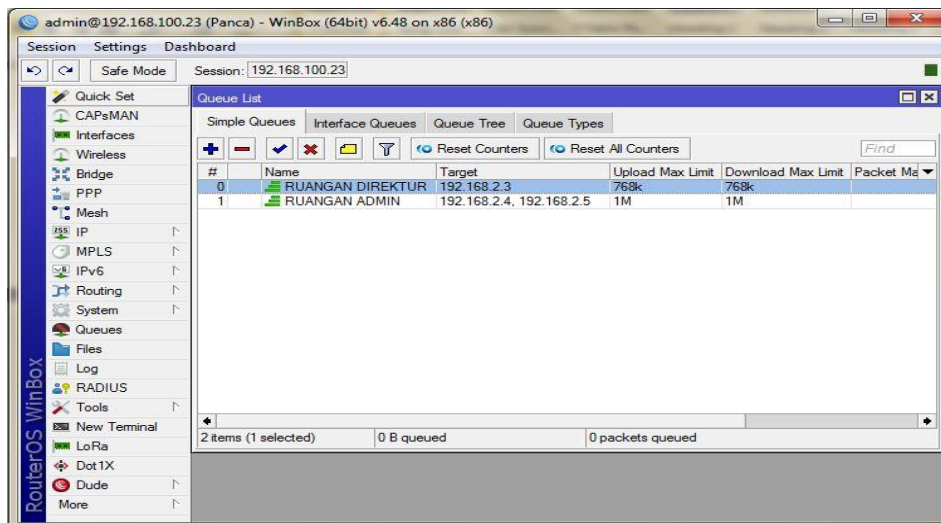 admin@192.168.100.23 (Panca) - WinBox (64bit) v6.48 on x86 (x86)
Session Settings Dashboard
Safe Mode Session: 192.168.100.23
Quick Set
CAPsMAN
Interfaces
Wireless
Bridge
PPP
Mesh
IP
MPLS
IPv6
Routing
System
Queues
Files
Log
RADIUS
Tools
New Terminal
LoRa
Dot1X
Dude
More
RouterOS WinBox
Queue List
Simple Queues Interface Queues Queue Tree Queue Types
Reset Counters Reset All Counters Find
# Name Target Upload Max Limit Download Max Limit Packet Ma
0 RUANGAN DIREKTUR 192.168.2.3 768k 768k
1 RUANGAN ADMIN 192.168.2.4, 192.168.2.5 1M 1M
2 items (1 selected) 0 B queued 0 packets queued